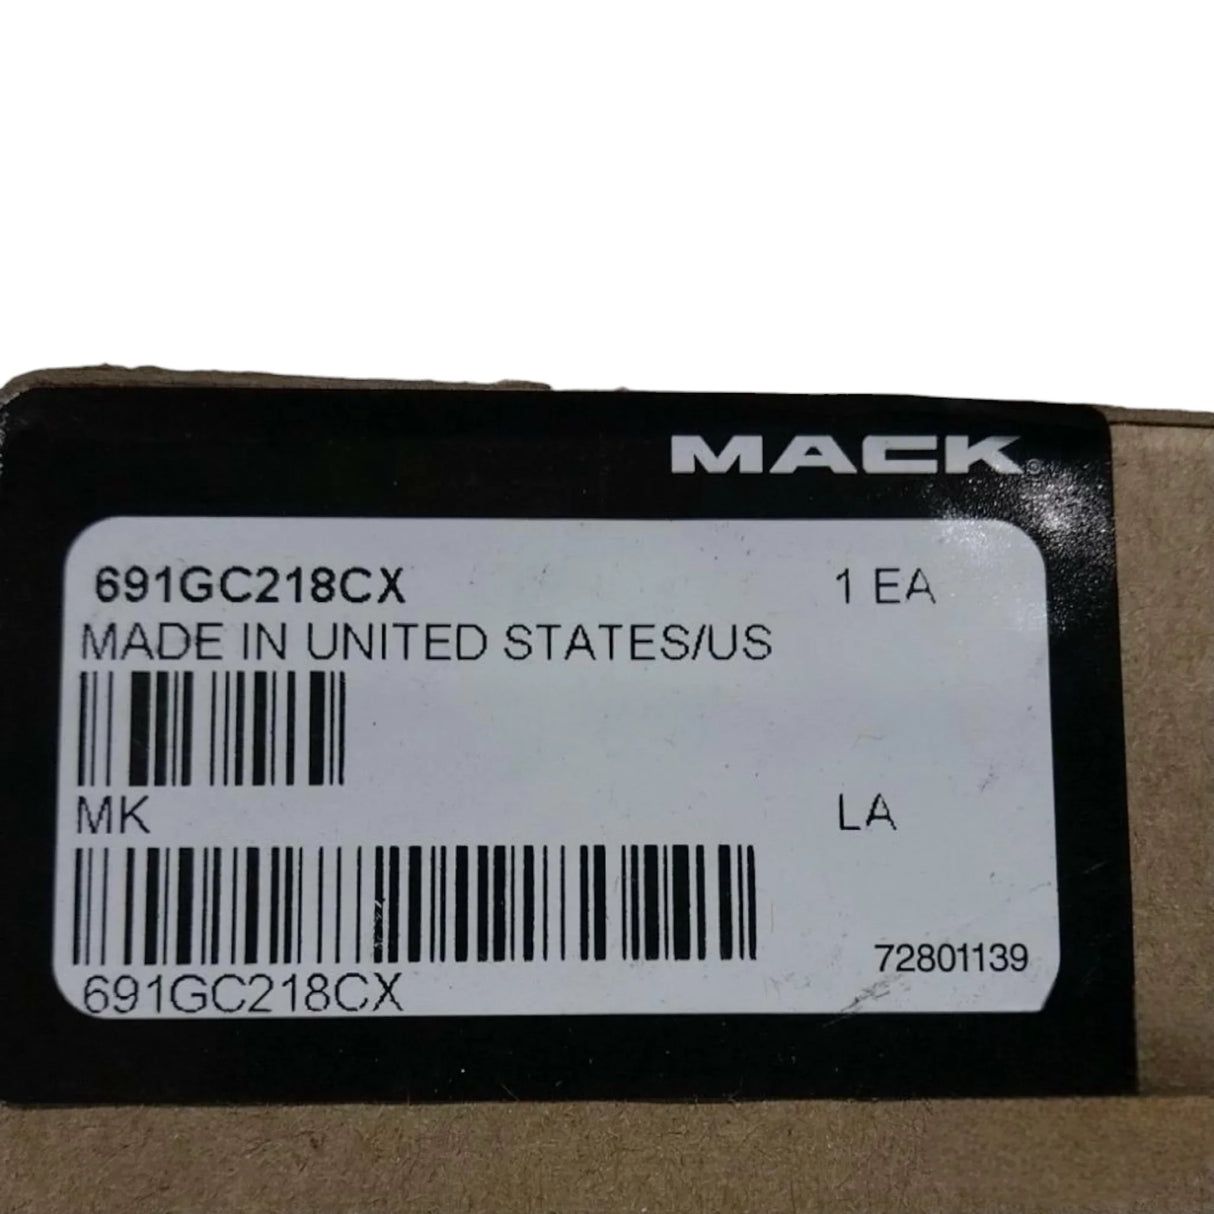 MACK
691GC218CX 1 EA
MADE IN UNITED STATES/US
MK LA
72801139
691GC218CX